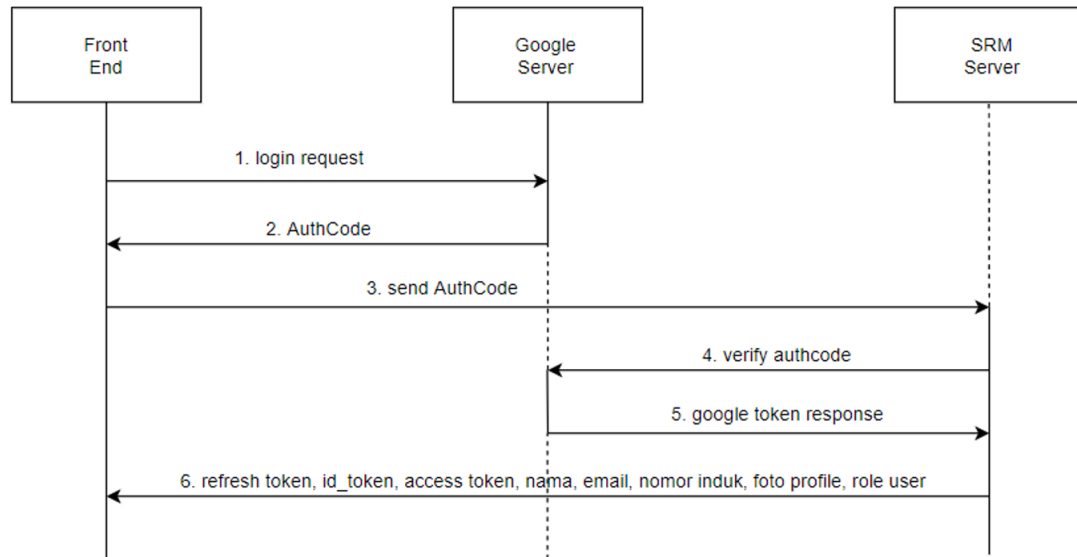 Front
End
Google
Server
SRM
Server
1. login request
2. AuthCode
3. send AuthCode
4. verify authcode
5. google token response
6. refresh token, id_token, access token, nama, email, nomor induk, foto profile, role user